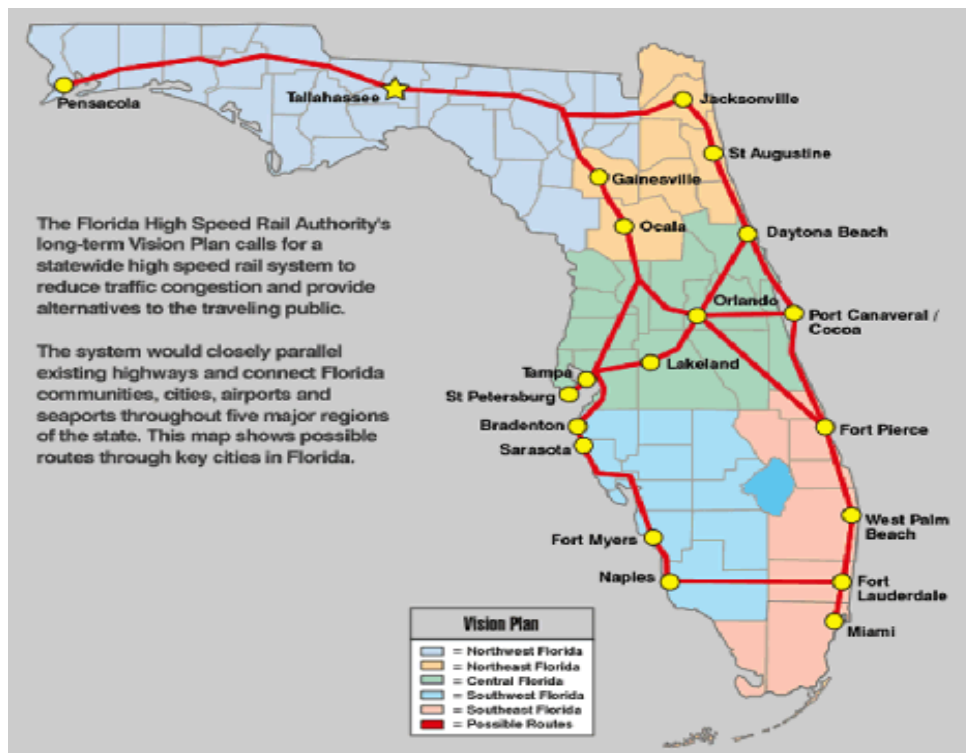 Pensacola
Tallahassee
Jacksonville
St Augustine
Gainesville
Ocala
Daytona Beach
The Florida High Speed Rail Authority's
long-term Vision Plan calls for a
statewide high speed rail system to
reduce traffic congestion and provide
alternatives to the traveling public.
The system would closely parallel
existing highways and connect Florida
communities, cities, airports and
seaports throughout five major regions
of the state. This map shows possible
routes through key cities in Florida.
Orlando
Port Canaveral /
Cocoa
Lakeland
Tampa
St Petersburg
Bradenton
Sarasota
Fort Pierce
West Palm
Beach
Fort Myers
Naples
Fort
Lauderdale
Miami
Vision Plan
= Northwest Florida
= Northeast Florida
= Central Florida
= Southwest Florida
= Southeast Florida
= Possible Routes